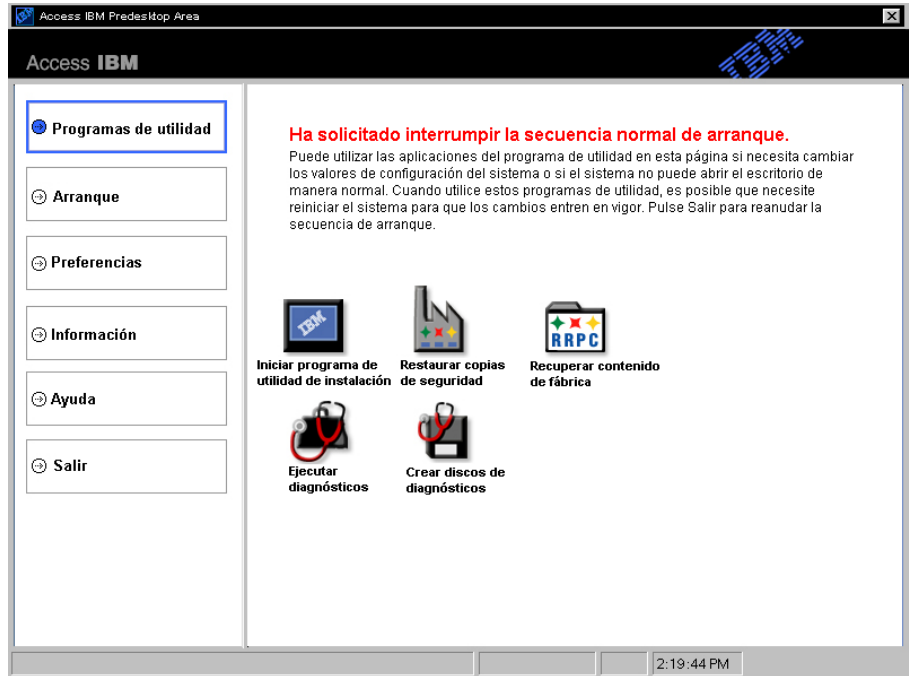 Access IBM Predesktop Area
Access IBM
IBM
Programas de utilidad
Arranque
Preferencias
Información
Ayuda
Salir
Ha solicitado interrumpir la secuencia normal de arranque.
Puede utilizar las aplicaciones del programa de utilidad en esta página si necesita cambiar
los valores de configuración del sistema o si el sistema no puede abrir el escritorio de
manera normal. Cuando utilice estos programas de utilidad, es posible que necesite
reiniciar el sistema para que los cambios entren en vigor. Pulse Salir para reanudar la
secuencia de arranque.
IBM
Iniciar programa de
utilidad de instalación
Restaurar copias
de seguridad
RRPC
Recuperar contenido
de fábrica
Ejecutar
diagnósticos
Crear discos de
diagnósticos
2:19:44 PM